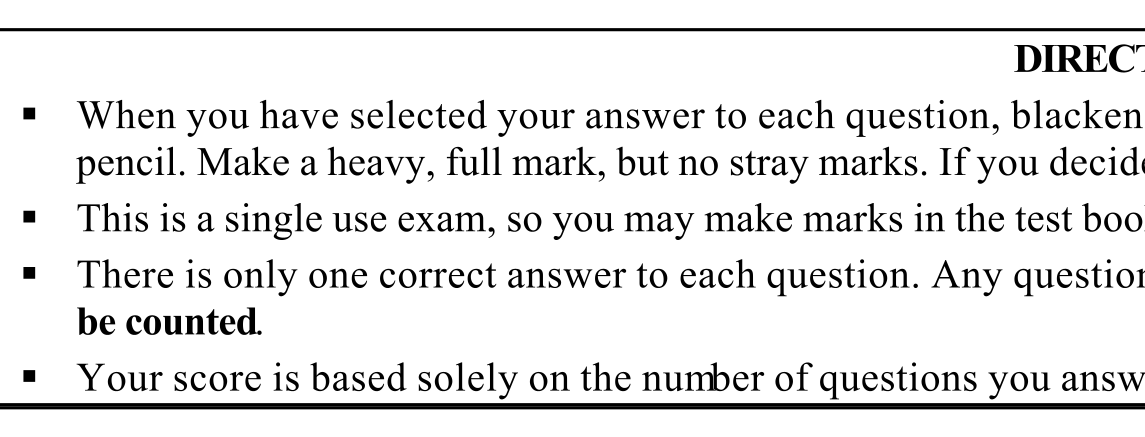 DIRECT
▪ When you have selected your answer to each question, blacken
pencil. Make a heavy, full mark, but no stray marks. If you decide
▪ This is a single use exam, so you may make marks in the test boo
▪ There is only one correct answer to each question. Any question
be counted.
▪ Your score is based solely on the number of questions you answ